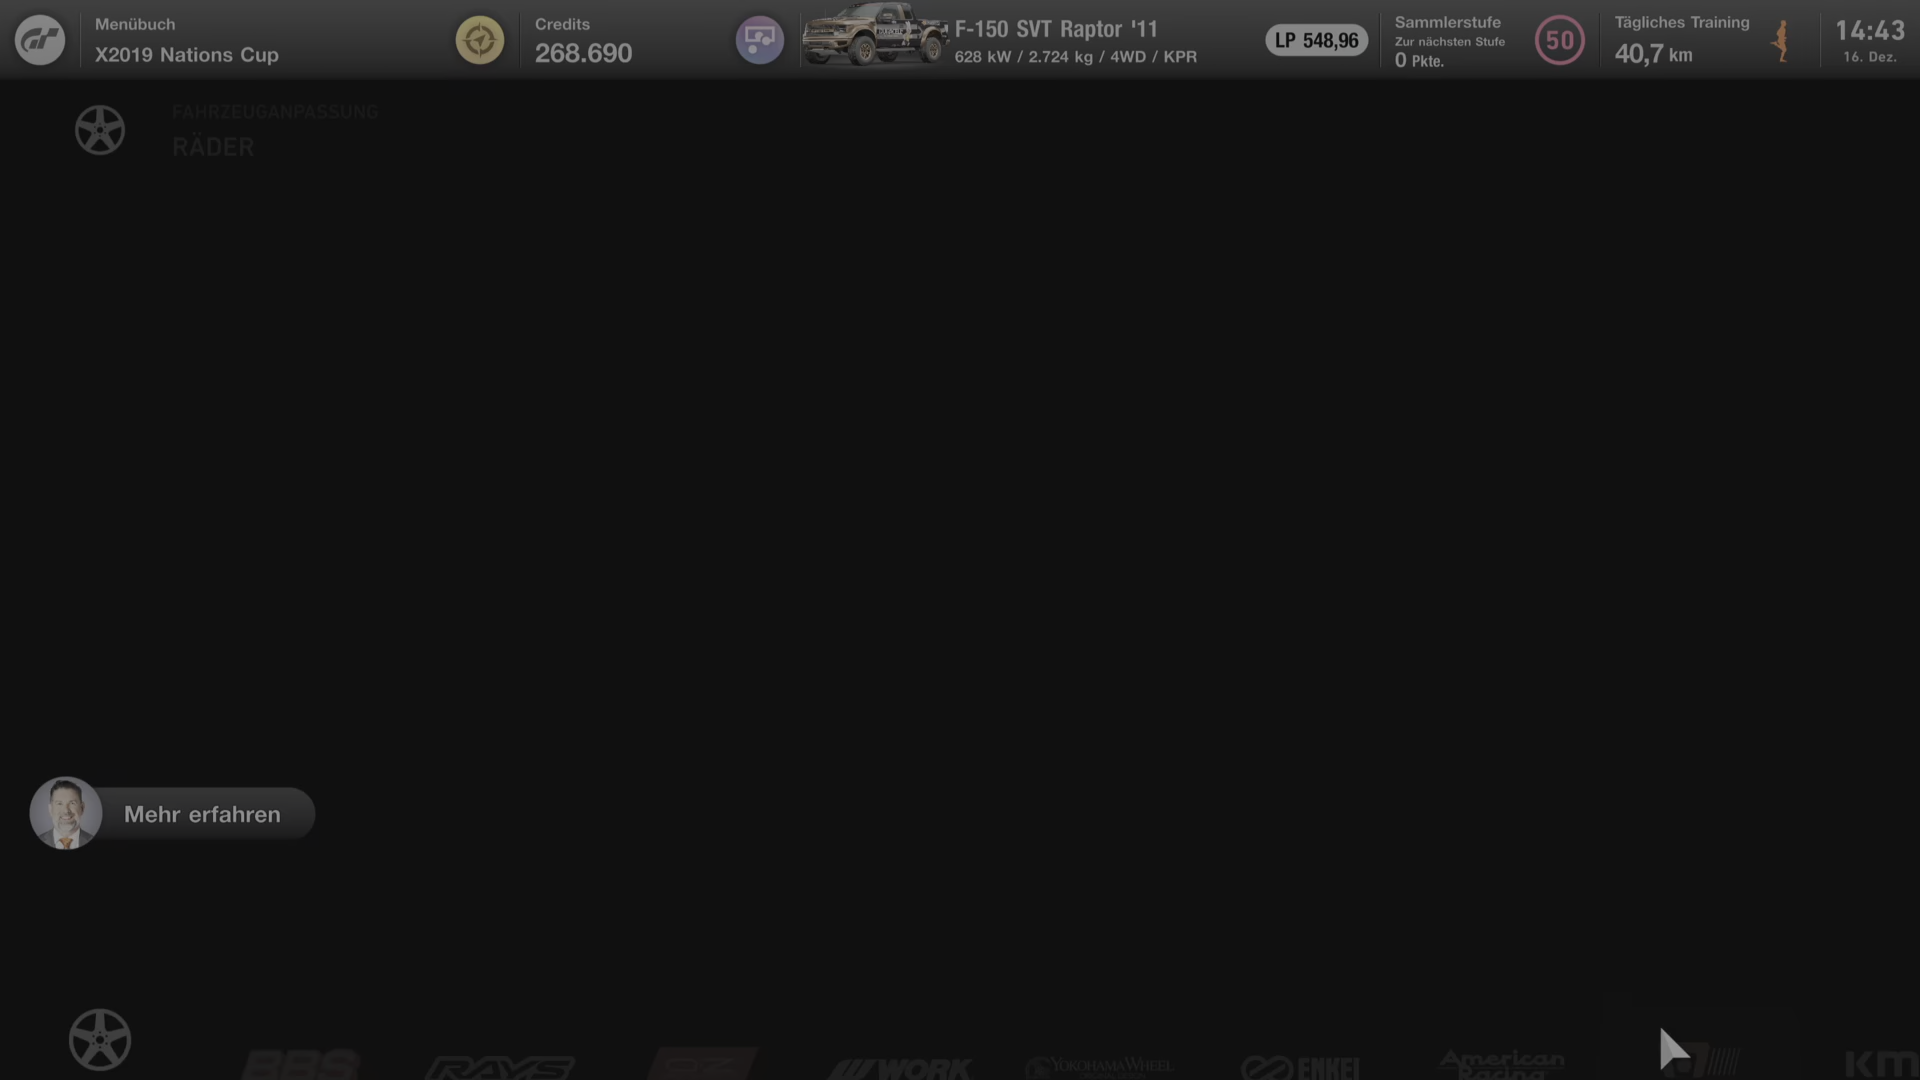 Menübuch
X2019 Nations Cup
Credits
268.690
F-150 SVT Raptor '11
628 kW / 2.724 kg / 4WD / KPR
LP 548,96
Sammlerstufe
Zur nächsten Stufe
0 Pkte.
50
Tägliches Training
40,7 km
14:43
16. Dez.
FAHRZEUGANPASSUNG
RÄDER
Mehr erfahren
BBS
RAYS
OZ
WORK
YOKOHAMA WHEEL
ENKEI
American Racing
KM